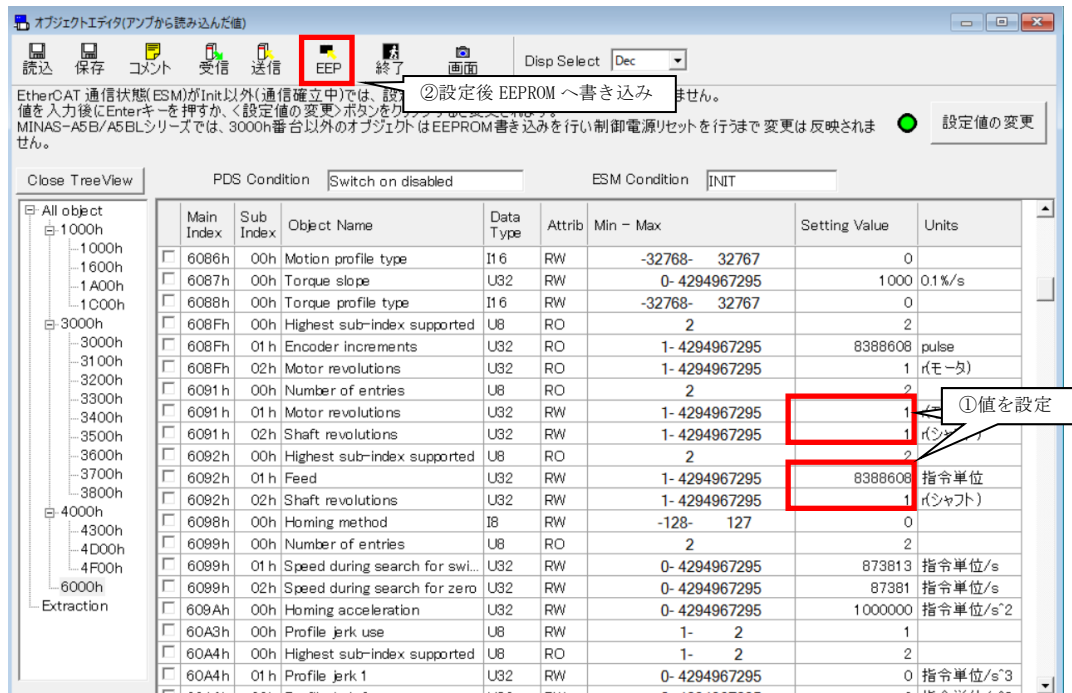 オブジェクトエディタ(アンプから読み込んだ値)
読込 保存 コメント 受信 送信 EEP 終了 画面 Disp Select Dec
②設定後 EEPROM へ書き込み
EtherCAT 通信状態(ESM)がInit以外(通信確立中)では、設定 ません。
値を入力後にEnterキーを押すか、<設定値の変更>ボタンを
MINAS-A5B/A5BLシリーズでは、3000h番台以外のオブジェクトはEEPROM書き込みを行い制御電源リセットを行うまで変更は反映されま
せん。
設定値の変更
Close TreeView PDS Condition Switch on disabled ESM Condition INIT
All object
1000h
1000h
1600h
1A00h
1C00h
3000h
3000h
3100h
3200h
3300h
3400h
3500h
3600h
3700h
3800h
4000h
4300h
4D00h
4F00h
6000h
Extraction
Main Index Sub Index Object Name Data Type Attrib Min - Max Setting Value Units
6086h 00h Motion profile type I16 RW -32768- 32767 0
6087h 00h Torque slope U32 RW 0- 4294967295 1000 0.1%/s
6088h 00h Torque profile type I16 RW -32768- 32767 0
608Fh 00h Highest sub-index supported U8 RO 2 2
608Fh 01h Encoder increments U32 RO 1- 4294967295 8388608 pulse
608Fh 02h Motor revolutions U32 RO 1- 4294967295 1 r(モータ)
6091h 00h Number of entries U8 RO 2 2
6091h 01h Motor revolutions U32 RW 1- 4294967295 1
6091h 02h Shaft revolutions U32 RW 1- 4294967295 1
①値を設定
6092h 00h Highest sub-index supported U8 RO 2 2
6092h 01h Feed U32 RW 1- 4294967295 8388608 指令単位
6092h 02h Shaft revolutions U32 RW 1- 4294967295 1 r(シャフト)
6098h 00h Homing method I8 RW -128- 127 0
6099h 00h Number of entries U8 RO 2 2
6099h 01h Speed during search for swi... U32 RW 0- 4294967295 873813 指令単位/s
6099h 02h Speed during search for zero U32 RW 0- 4294967295 87381 指令単位/s
609Ah 00h Homing acceleration U32 RW 0- 4294967295 1000000 指令単位/s^2
60A3h 00h Profile jerk use U8 RW 1- 2 1
60A4h 00h Highest sub-index supported U8 RO 1- 2 2
60A4h 01h Profile jerk 1 U32 RW 0- 4294967295 0 指令単位/s^3